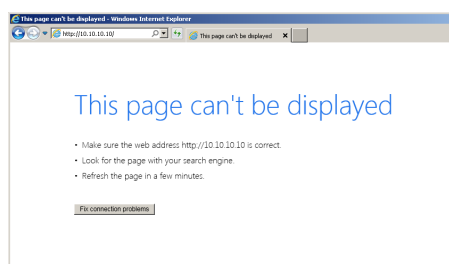 This page can't be displayed - Windows Internet Explorer
http://10.10.10.10/
This page can't be displayed
This page can't be displayed
• Make sure the web address http://10.10.10.10 is correct.
• Look for the page with your search engine.
• Refresh the page in a few minutes.
Fix connection problems